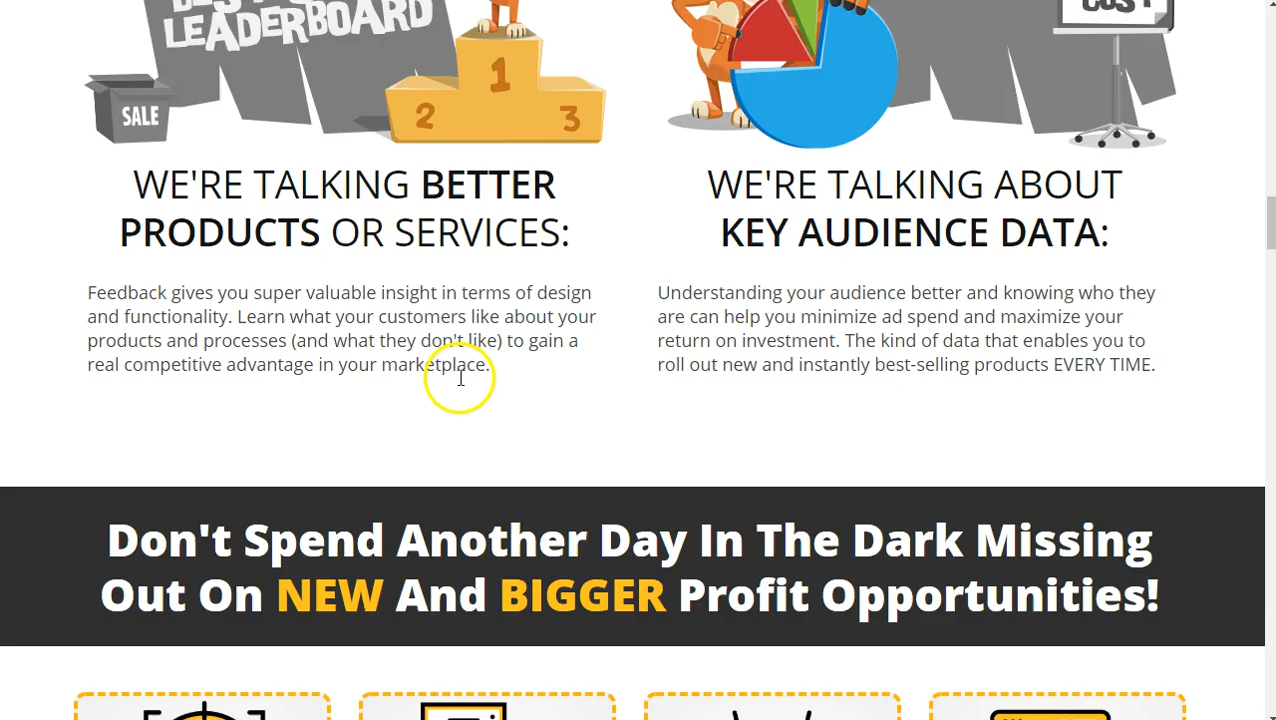 LEADERBOARD
SALE
1
2
3
WE'RE TALKING BETTER
PRODUCTS OR SERVICES:
Feedback gives you super valuable insight in terms of design
and functionality. Learn what your customers like about your
products and processes (and what they don't like) to gain a
real competitive advantage in your marketplace.
COST
WE'RE TALKING ABOUT
KEY AUDIENCE DATA:
Understanding your audience better and knowing who they
are can help you minimize ad spend and maximize your
return on investment. The kind of data that enables you to
roll out new and instantly best-selling products EVERY TIME.
Don't Spend Another Day In The Dark Missing
Out On NEW And BIGGER Profit Opportunities!